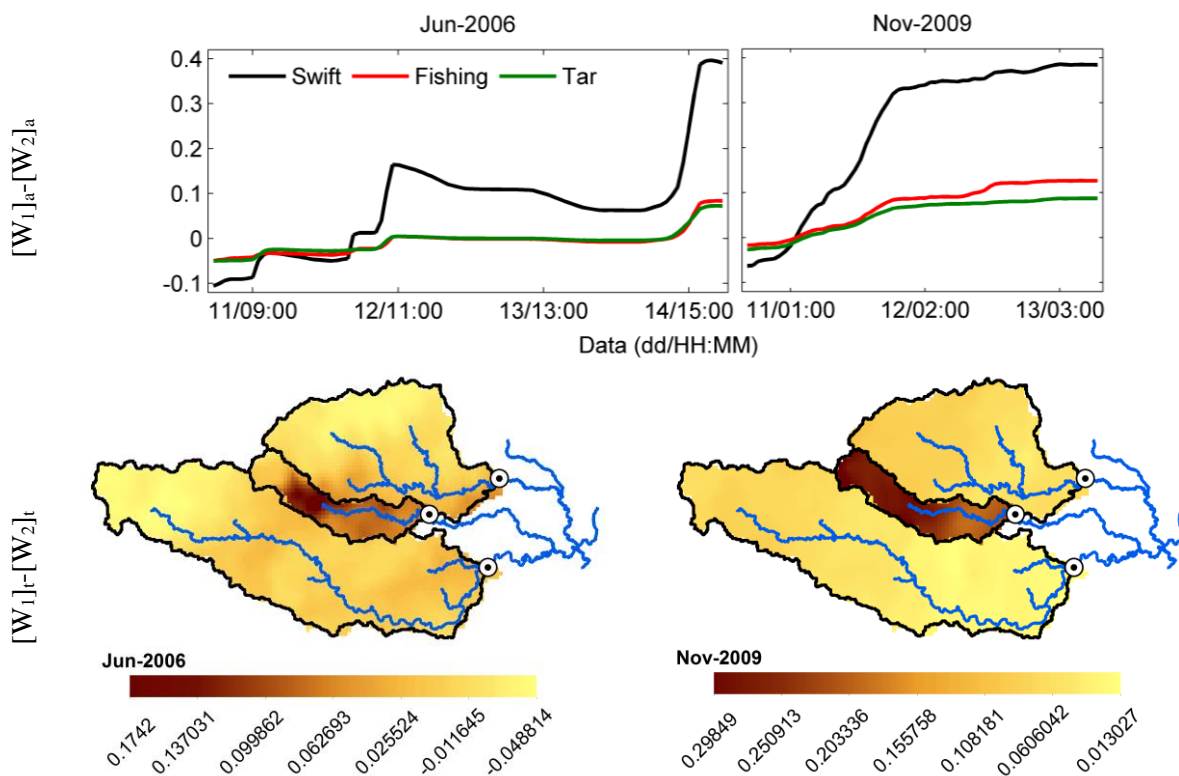 Jun-2006 Nov-2009
[W1]a-[W2]a
0.4
0.3
0.2
0.1
0
-0.1
Swift Fishing Tar
11/09:00 12/11:00 13/13:00 14/15:00 11/01:00 12/02:00 13/03:00
Data (dd/HH:MM)
[W1]t-[W2]t
Jun-2006
0.1742 0.137031 0.099862 0.062693 0.025524 -0.011645 -0.048814
Nov-2009
0.29849 0.250913 0.203336 0.155758 0.108181 0.0606042 0.013027